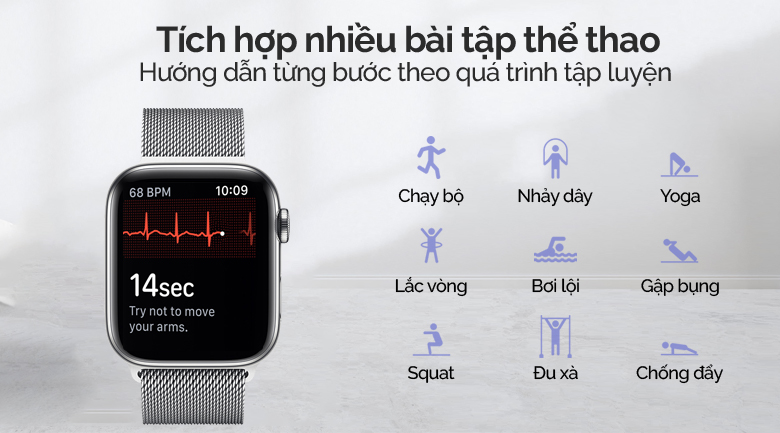 Tích hợp nhiều bài tập thể thao
Hướng dẫn từng bước theo quá trình tập luyện
68 BPM 10:09
14sec
Try not to move
your arms.
Chạy bộ Nhảy dây Yoga
Lắc vòng Bơi lội Gập bụng
Squat Đu xà Chống đẩy